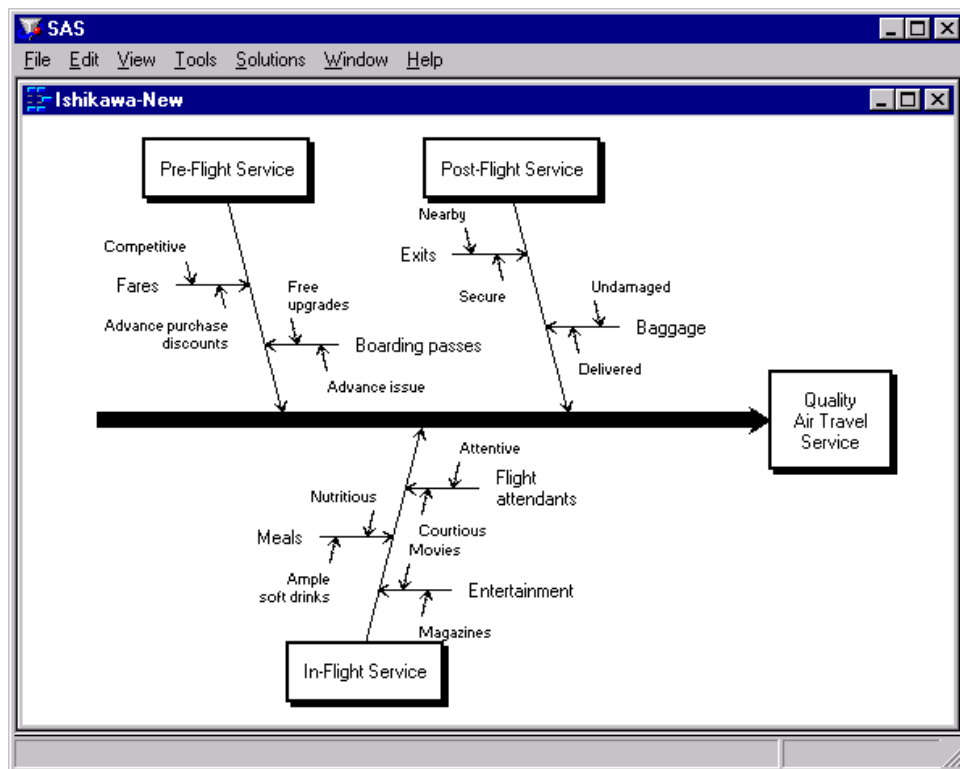 SAS
File Edit View Tools Solutions Window Help
Ishikawa-New
Pre-Flight Service
Post-Flight Service
Nearby
Competitive
Exits
Fares
Free
upgrades
Secure
Undamaged
Advance purchase
discounts
Boarding passes
Baggage
Delivered
Advance issue
Quality
Air Travel
Service
Attentive
Flight
attendants
Nutritious
Meals
Courtious
Movies
Ample
soft drinks
Entertainment
Magazines
In-Flight Service